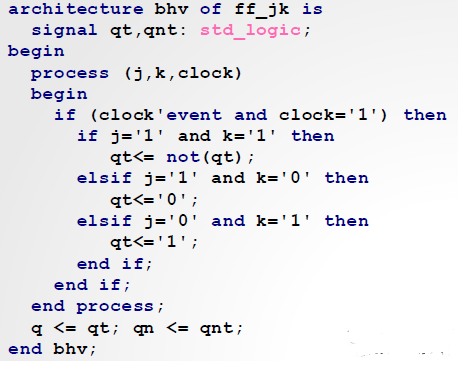 architecture bhv of ff_jk is
signal qt,qnt: std_logic;
begin
process (j,k,clock)
begin
if (clock'event and clock='1') then
if j='1' and k='1' then
qt<= not(qt);
elsif j='1' and k='0' then
qt<='0';
elsif j='0' and k='1' then
qt<='1';
end if;
end if;
end process;
q <= qt; qn <= qnt;
end bhv;